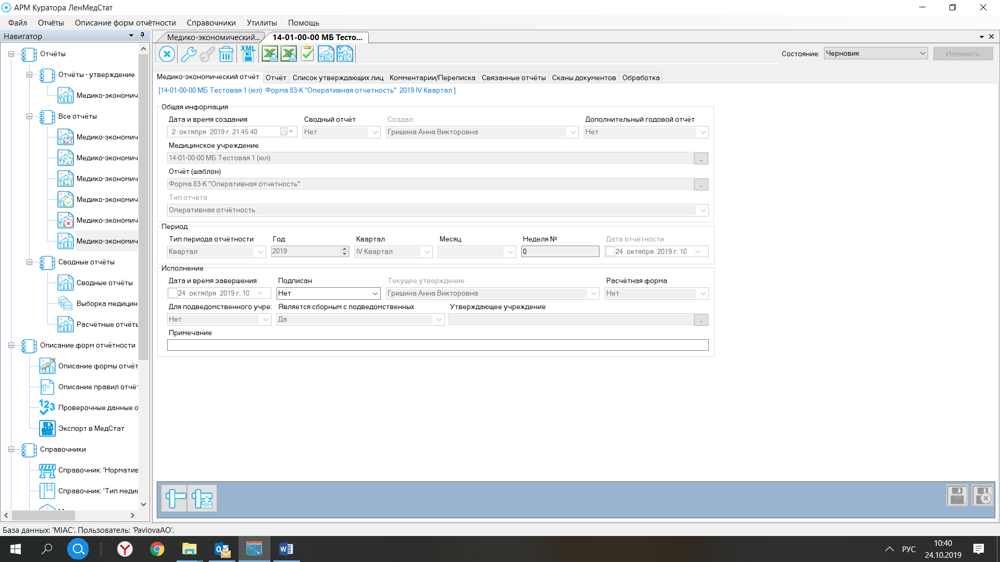 АРМ Куратора ЛенМедСтат
Файл Отчёты Описание форм отчётности Справочники Утилиты Помощь
Навигатор
Медико-экономический... 14-01-00-00 МБ Тесто...
Отчёты
Отчёты - утверждение
Медико-экономич
Все отчёты
Медико-экономич
Медико-экономич
Медико-экономич
Медико-экономич
Медико-экономич
Медико-экономич
Сводные отчёты
Сводные отчёты
Выборка медицин
Расчётные отчёть
Описание форм отчётности
Описание формы отчёт
Описание правил отчёт
Проверочные данные о
Экспорт в МедСтат
Справочники
Справочник: 'Норматив
Справочник: 'Тип медиц
XML
Состояние: Черновик Изменить
Медико-экономический отчёт Отчёт Список утверждающих лиц Комментарии/Переписка Связанные отчёты Сканы документов Обработка
[14-01-00-00 МБ Тестовая 1 (юл) Форма 83-К "Оперативная отчетность" 2019 IV Квартал ]
Общая информация
Дата и время создания Сводный отчёт Создал Дополнительный годовой отчёт
2 октября 2019 г. 21:45:40 Нет Гришина Анна Викторовна Нет
Медицинское учреждение
14-01-00-00 МБ Тестовая 1 (юл) ..
Отчёт (шаблон)
Форма 83-К "Оперативная отчетность" ..
Тип отчёта
Оперативная отчётность
Период
Тип периода отчётности Год Квартал Месяц Неделя № Дата отчётности
Квартал 2019 IV Квартал 0 24 октября 2019 г. 10
Исполнение
Дата и время завершения Подписан Текущее утверждение Расчётная форма
24 октября 2019 г. 10 Нет Гришина Анна Викторовна Нет
Для подведомственного учре: Является сборным с подведомственных Утверждающее учреждение
Нет Да ..
Примечание
База данных: 'MIAC'. Пользователь: 'PavlovaAO'.
РУС
10:40
24.10.2019